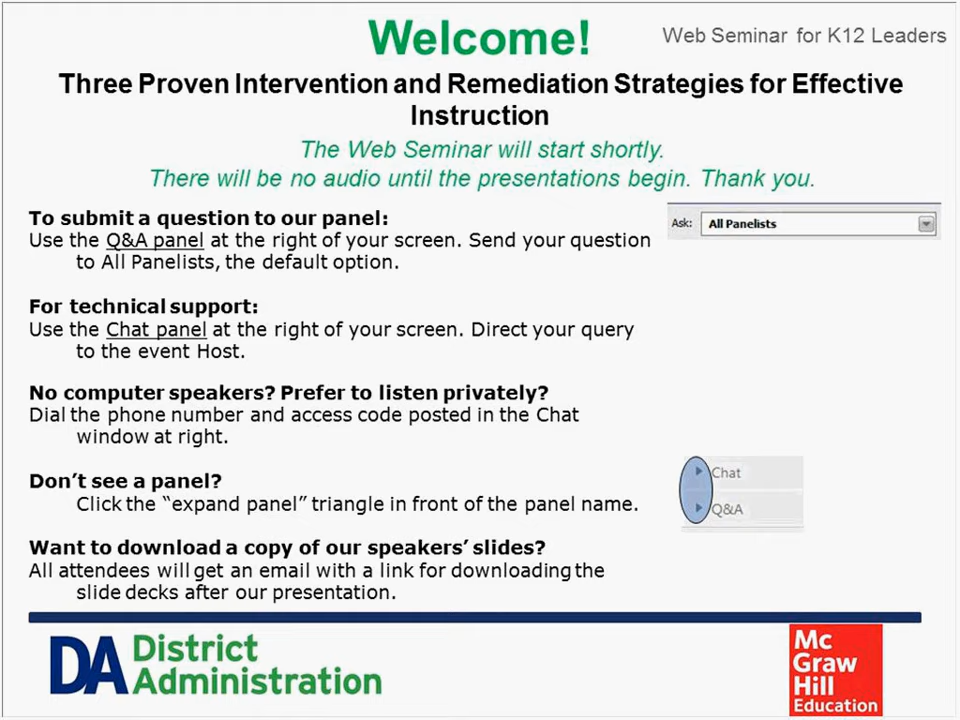 Welcome!
Web Seminar for K12 Leaders
Three Proven Intervention and Remediation Strategies for Effective
Instruction
The Web Seminar will start shortly.
There will be no audio until the presentations begin. Thank you.
To submit a question to our panel:
Use the Q&A panel at the right of your screen. Send your question
to All Panelists, the default option.
Ask: All Panelists
For technical support:
Use the Chat panel at the right of your screen. Direct your query
to the event Host.
No computer speakers? Prefer to listen privately?
Dial the phone number and access code posted in the Chat
window at right.
Don’t see a panel?
Click the “expand panel” triangle in front of the panel name.
Chat
Q&A
Want to download a copy of our speakers’ slides?
All attendees will get an email with a link for downloading the
slide decks after our presentation.
DA District
Administration
Mc
Graw
Hill
Education